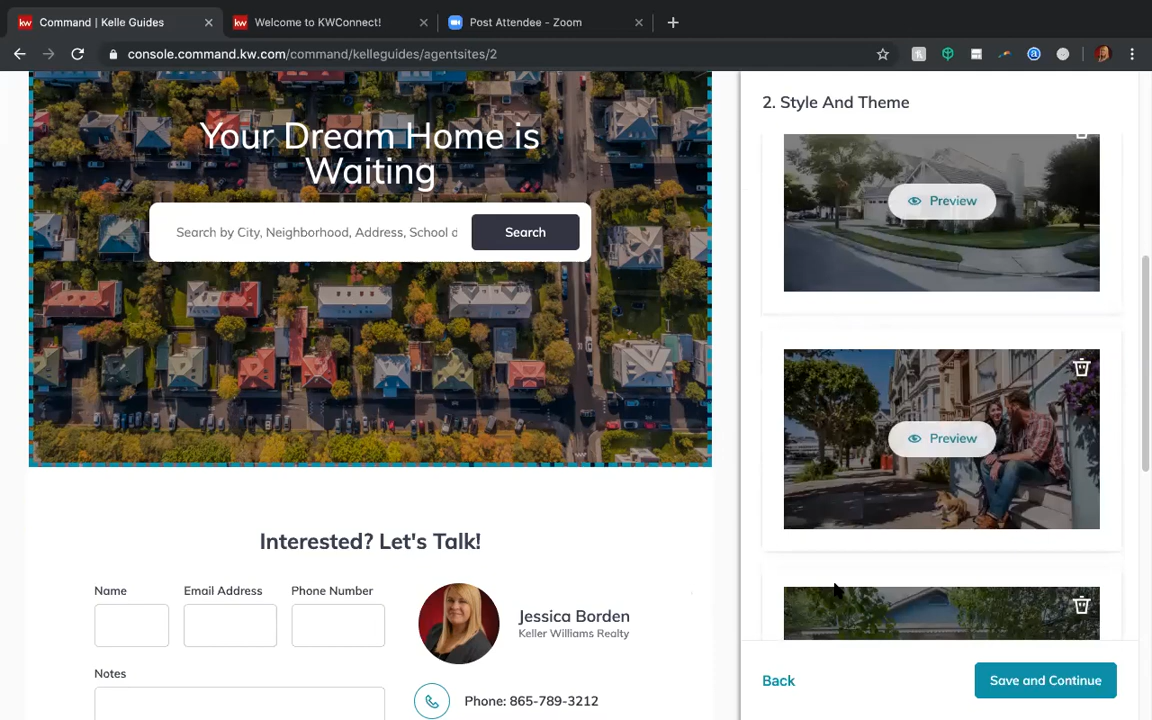 kw Command | Kelle Guides
kw Welcome to KWConnect!
Post Attendee - Zoom
console.command.kw.com/command/kelleguides/agentsites/2
Your Dream Home is
Waiting
Search by City, Neighborhood, Address, School d
Search
Interested? Let's Talk!
Name
Email Address
Phone Number
Jessica Borden
Keller Williams Realty
Notes
Phone: 865-789-3212
2. Style And Theme
Preview
Preview
Back
Save and Continue